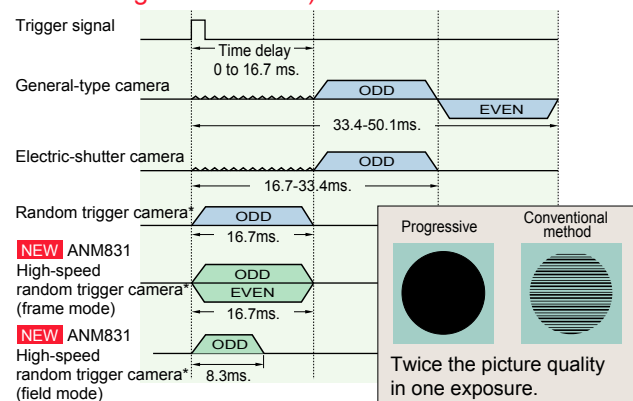 Trigger signal
Time delay
0 to 16.7 ms.
General-type camera
ODD
EVEN
33.4-50.1ms.
Electric-shutter camera
ODD
16.7-33.4ms.
Random trigger camera*
ODD
16.7ms.
NEW ANM831
High-speed
random trigger camera*
(frame mode)
ODD
EVEN
16.7ms.
NEW ANM831
High-speed
random trigger camera*
(field mode)
ODD
8.3ms.
Progressive
Conventional
method
Twice the picture quality
in one exposure.